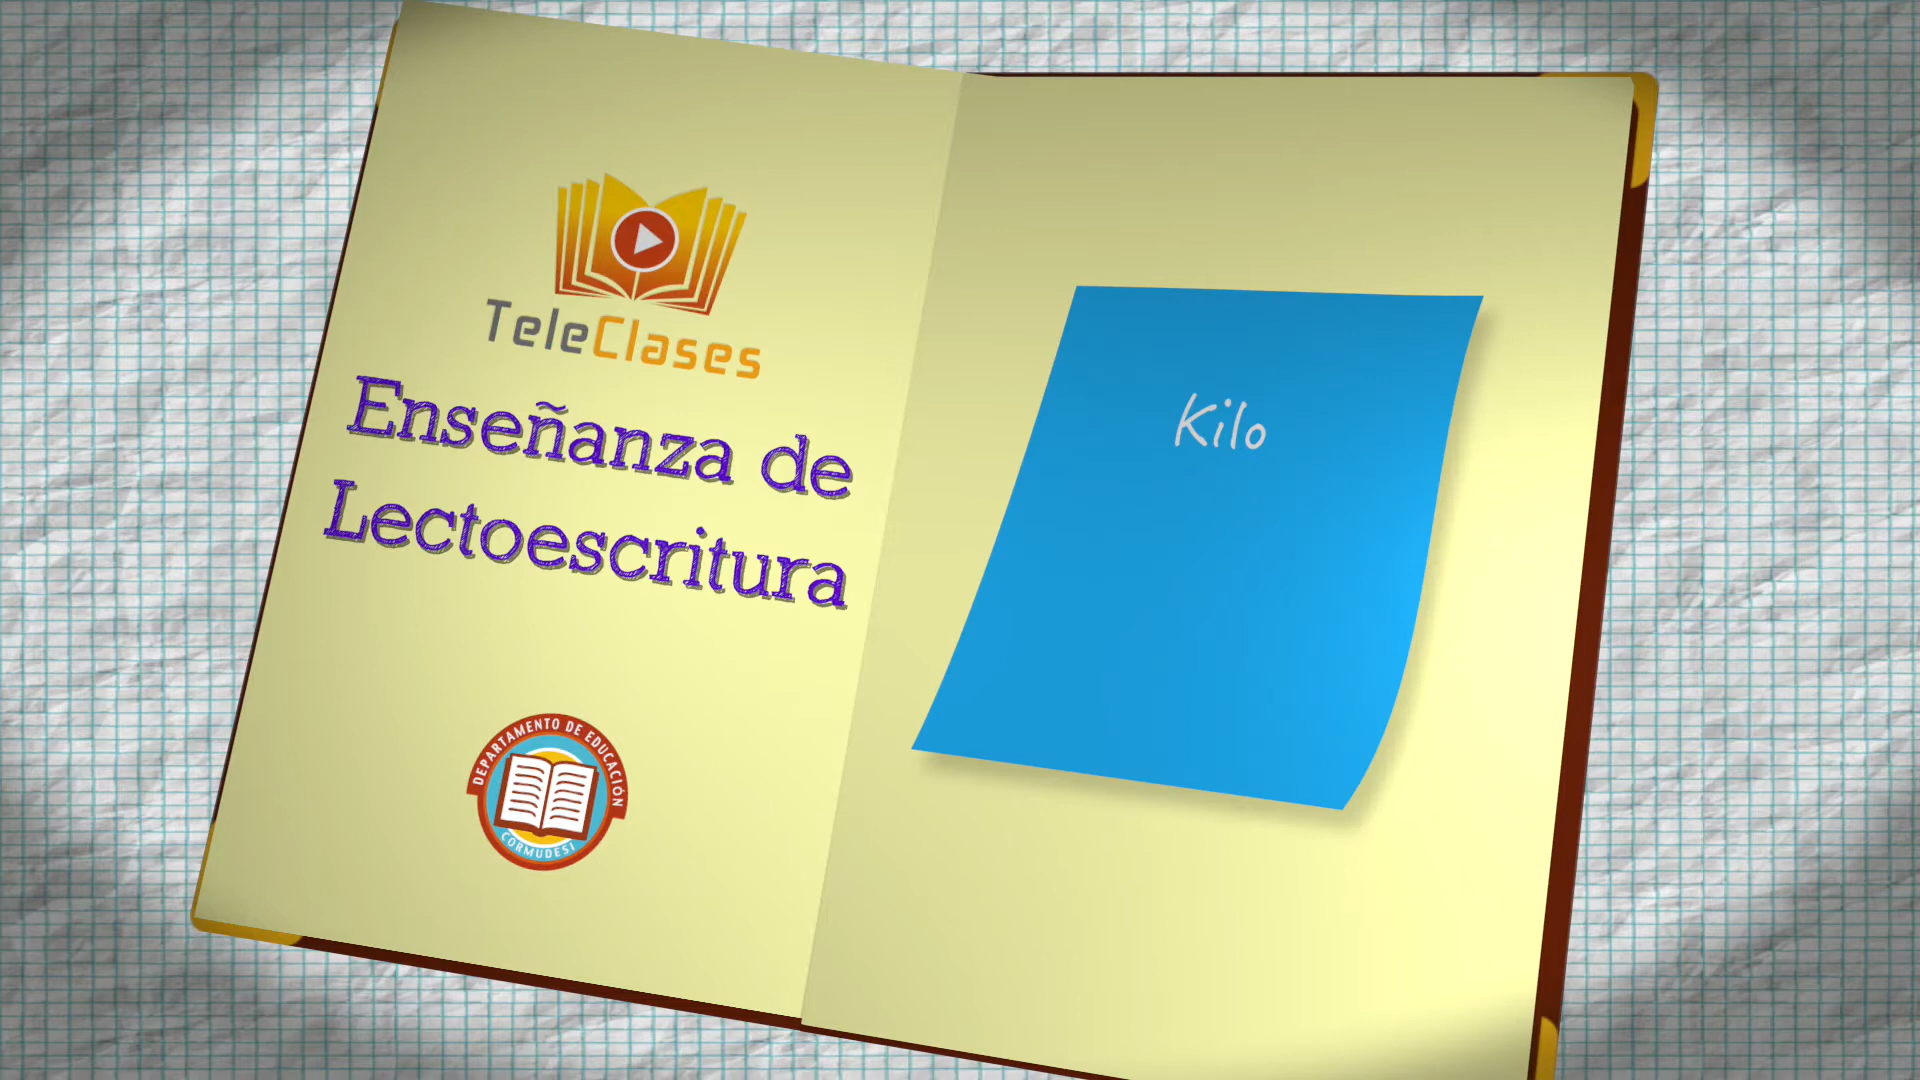 TeleClases
Enseñanza de
Lectoescritura
DEPARTAMENTO DE EDUCACIÓN
CORMUDESI
Kilo